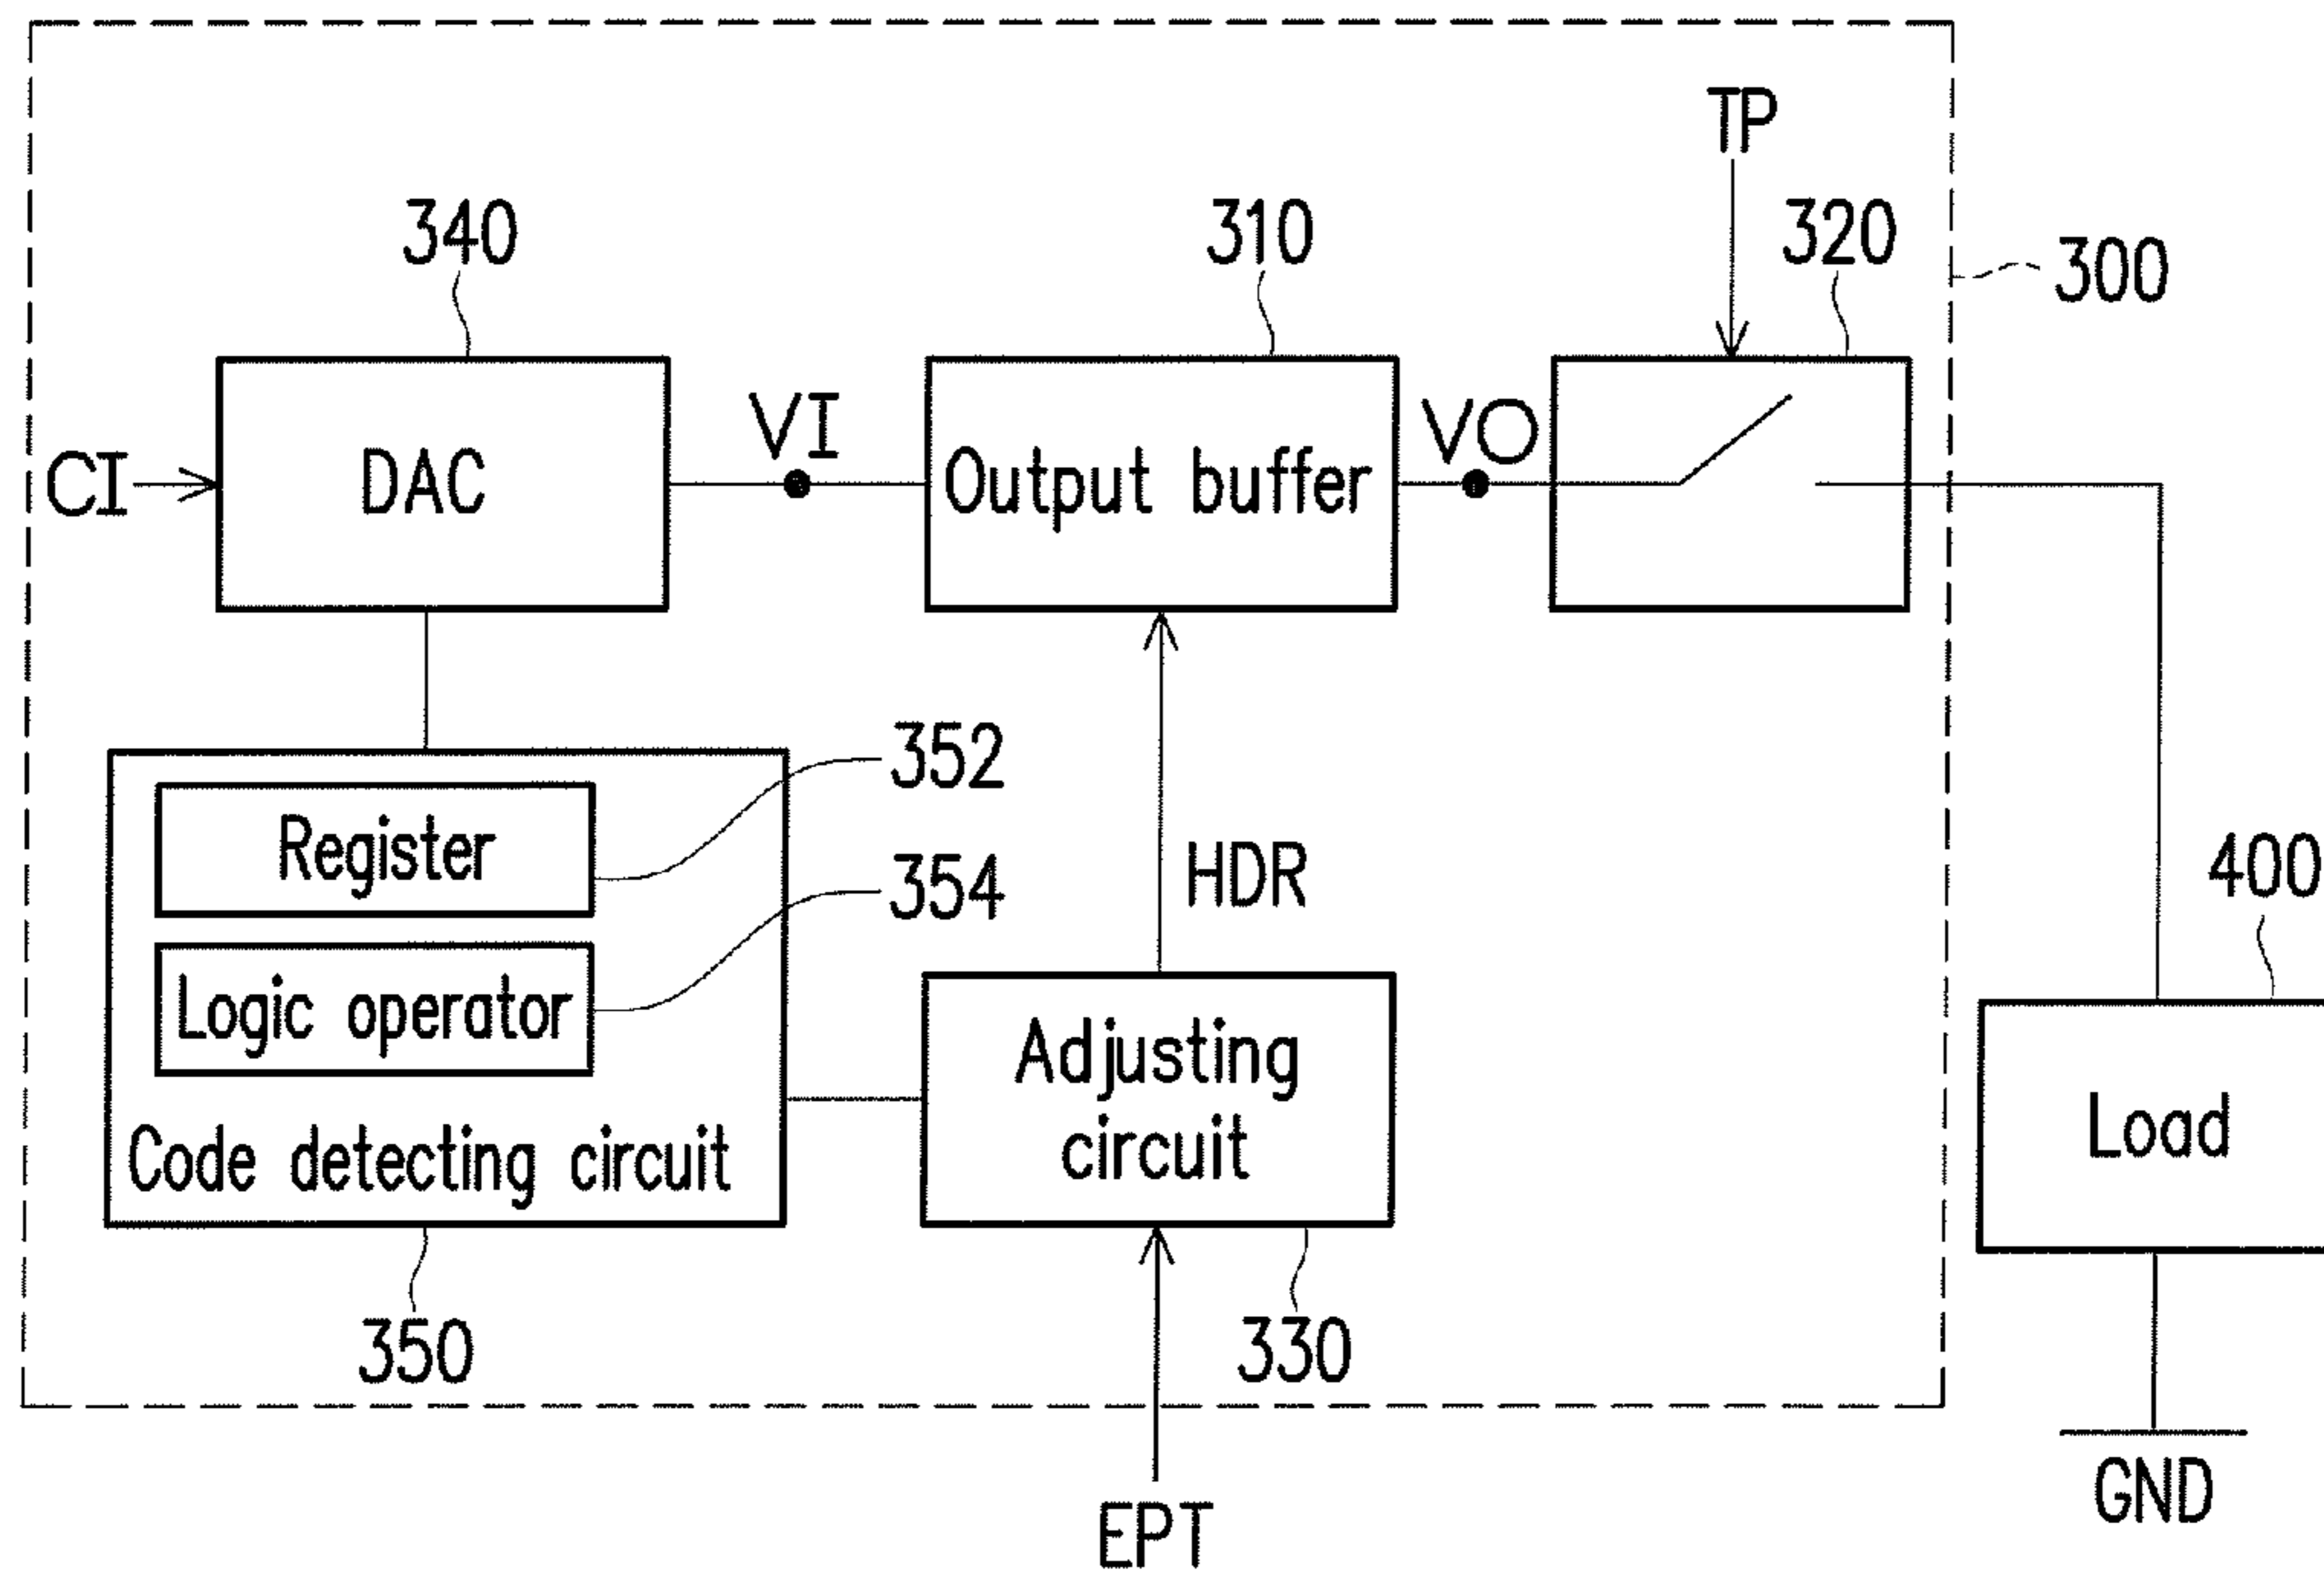 TP
340
310
320
300
CI
DAC
VI
Output buffer
VO
352
Register
354
HDR
400
Logic operator
Adjusting
circuit
Load
Code detecting circuit
350
330
GND
EPT